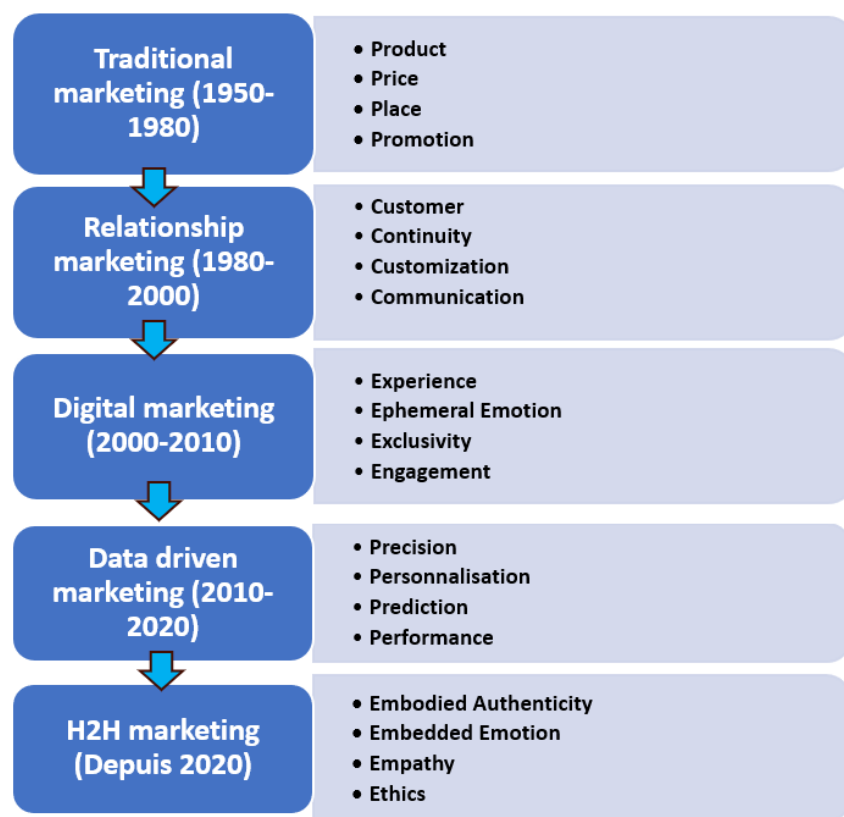 Traditional
marketing (1950-
1980)
• Product
• Price
• Place
• Promotion
Relationship
marketing (1980-
2000)
• Customer
• Continuity
• Customization
• Communication
Digital marketing
(2000-2010)
• Experience
• Ephemeral Emotion
• Exclusivity
• Engagement
Data driven
marketing (2010-
2020)
• Precision
• Personnalisation
• Prediction
• Performance
H2H marketing
(Depuis 2020)
• Embodied Authenticity
• Embedded Emotion
• Empathy
• Ethics